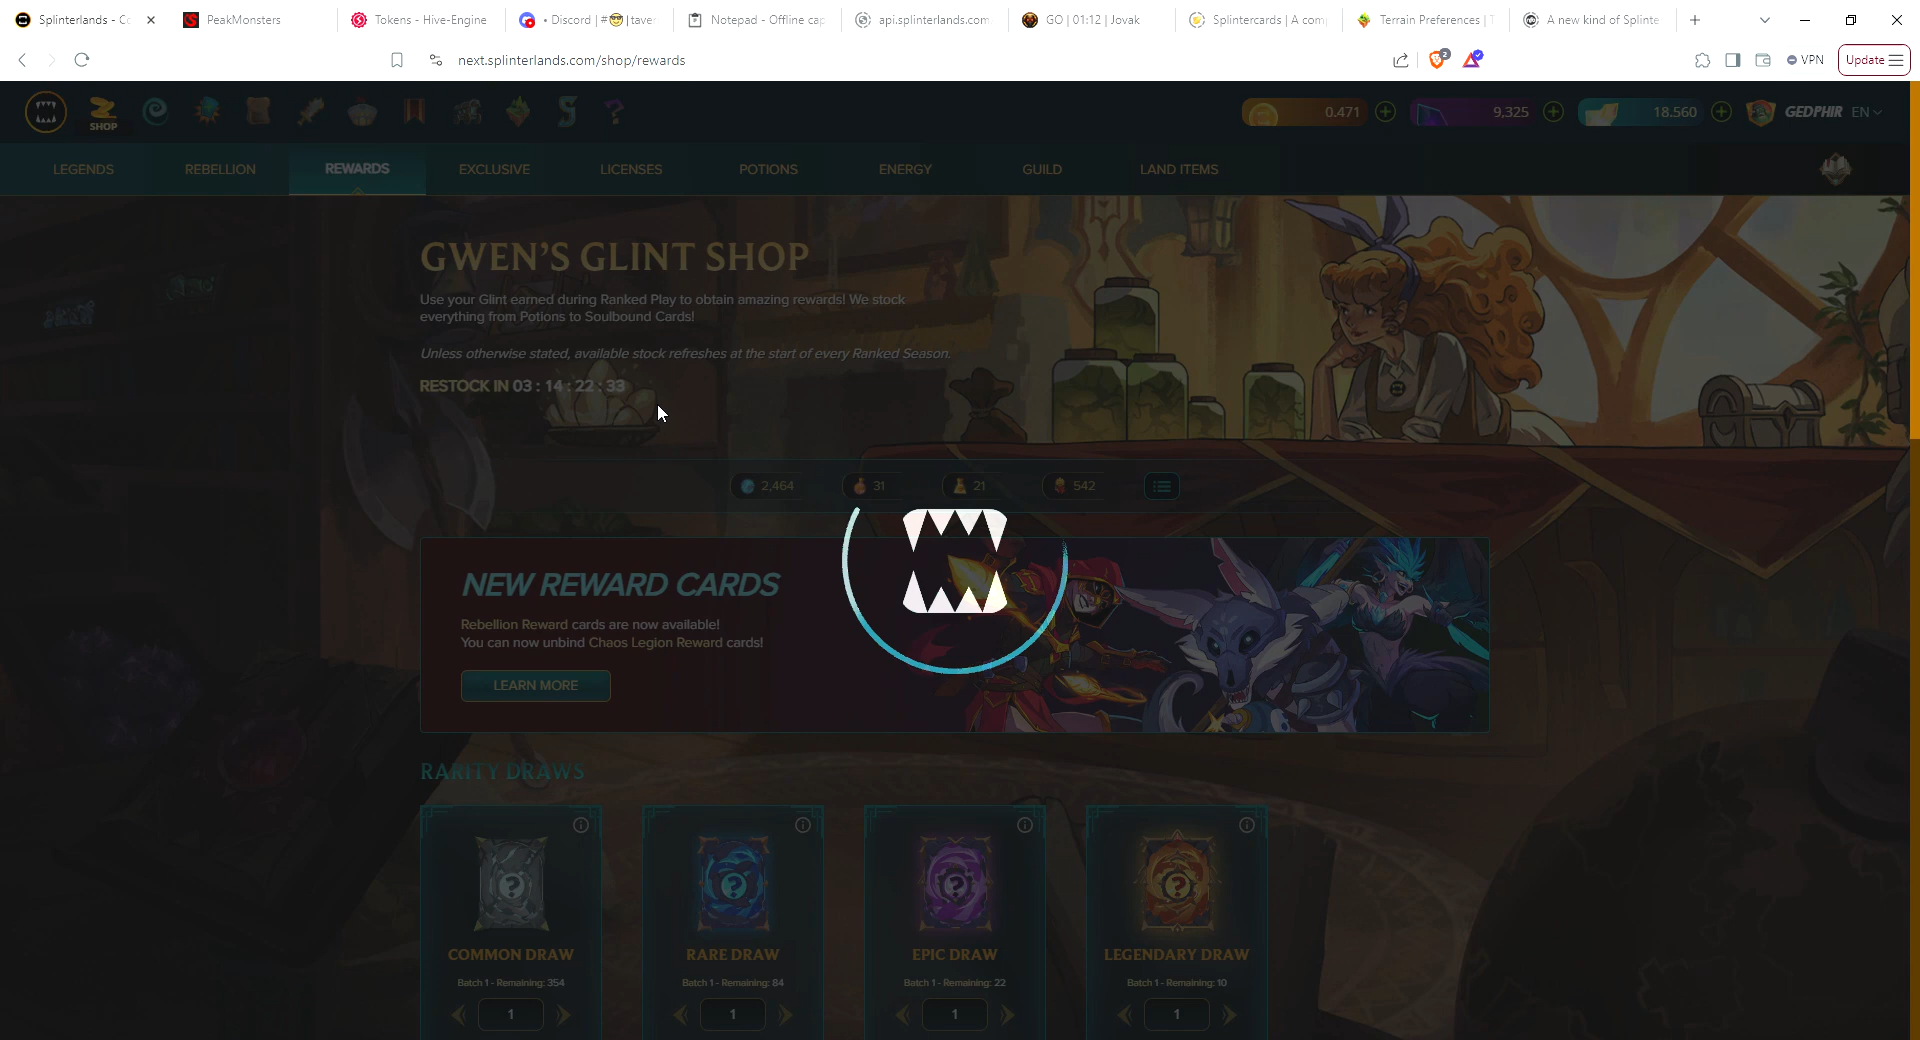 Splinterlands - Co
PeakMonsters
Tokens - Hive-Engine
• Discord | #😎|tave
Notepad - Offline cap
api.splinterlands.com
GO | 01:12 | Jovak
Splintercards | A com
Terrain Preferences | T
A new kind of Splinte
next.splinterlands.com/shop/rewards
2
VPN
Update
SHOP
0.471
9,325
18.560
GEDPHIR
EN
LEGENDS
REBELLION
REWARDS
EXCLUSIVE
LICENSES
POTIONS
ENERGY
GUILD
LAND ITEMS
GWEN'S GLINT SHOP
Use your Glint earned during Ranked Play to obtain amazing rewards! We stock
everything from Potions to Soulbound Cards!
Unless otherwise stated, available stock refreshes at the start of every Ranked Season.
RESTOCK IN 03 : 14 : 22 : 33
2,464
31
21
542
NEW REWARD CARDS
Rebellion Reward cards are now available!
You can now unbind Chaos Legion Reward cards!
LEARN MORE
RARITY DRAWS
COMMON DRAW
Batch 1 - Remaining: 354
1
RARE DRAW
Batch 1 - Remaining: 84
1
EPIC DRAW
Batch 1 - Remaining: 22
1
LEGENDARY DRAW
Batch 1 - Remaining: 10
1